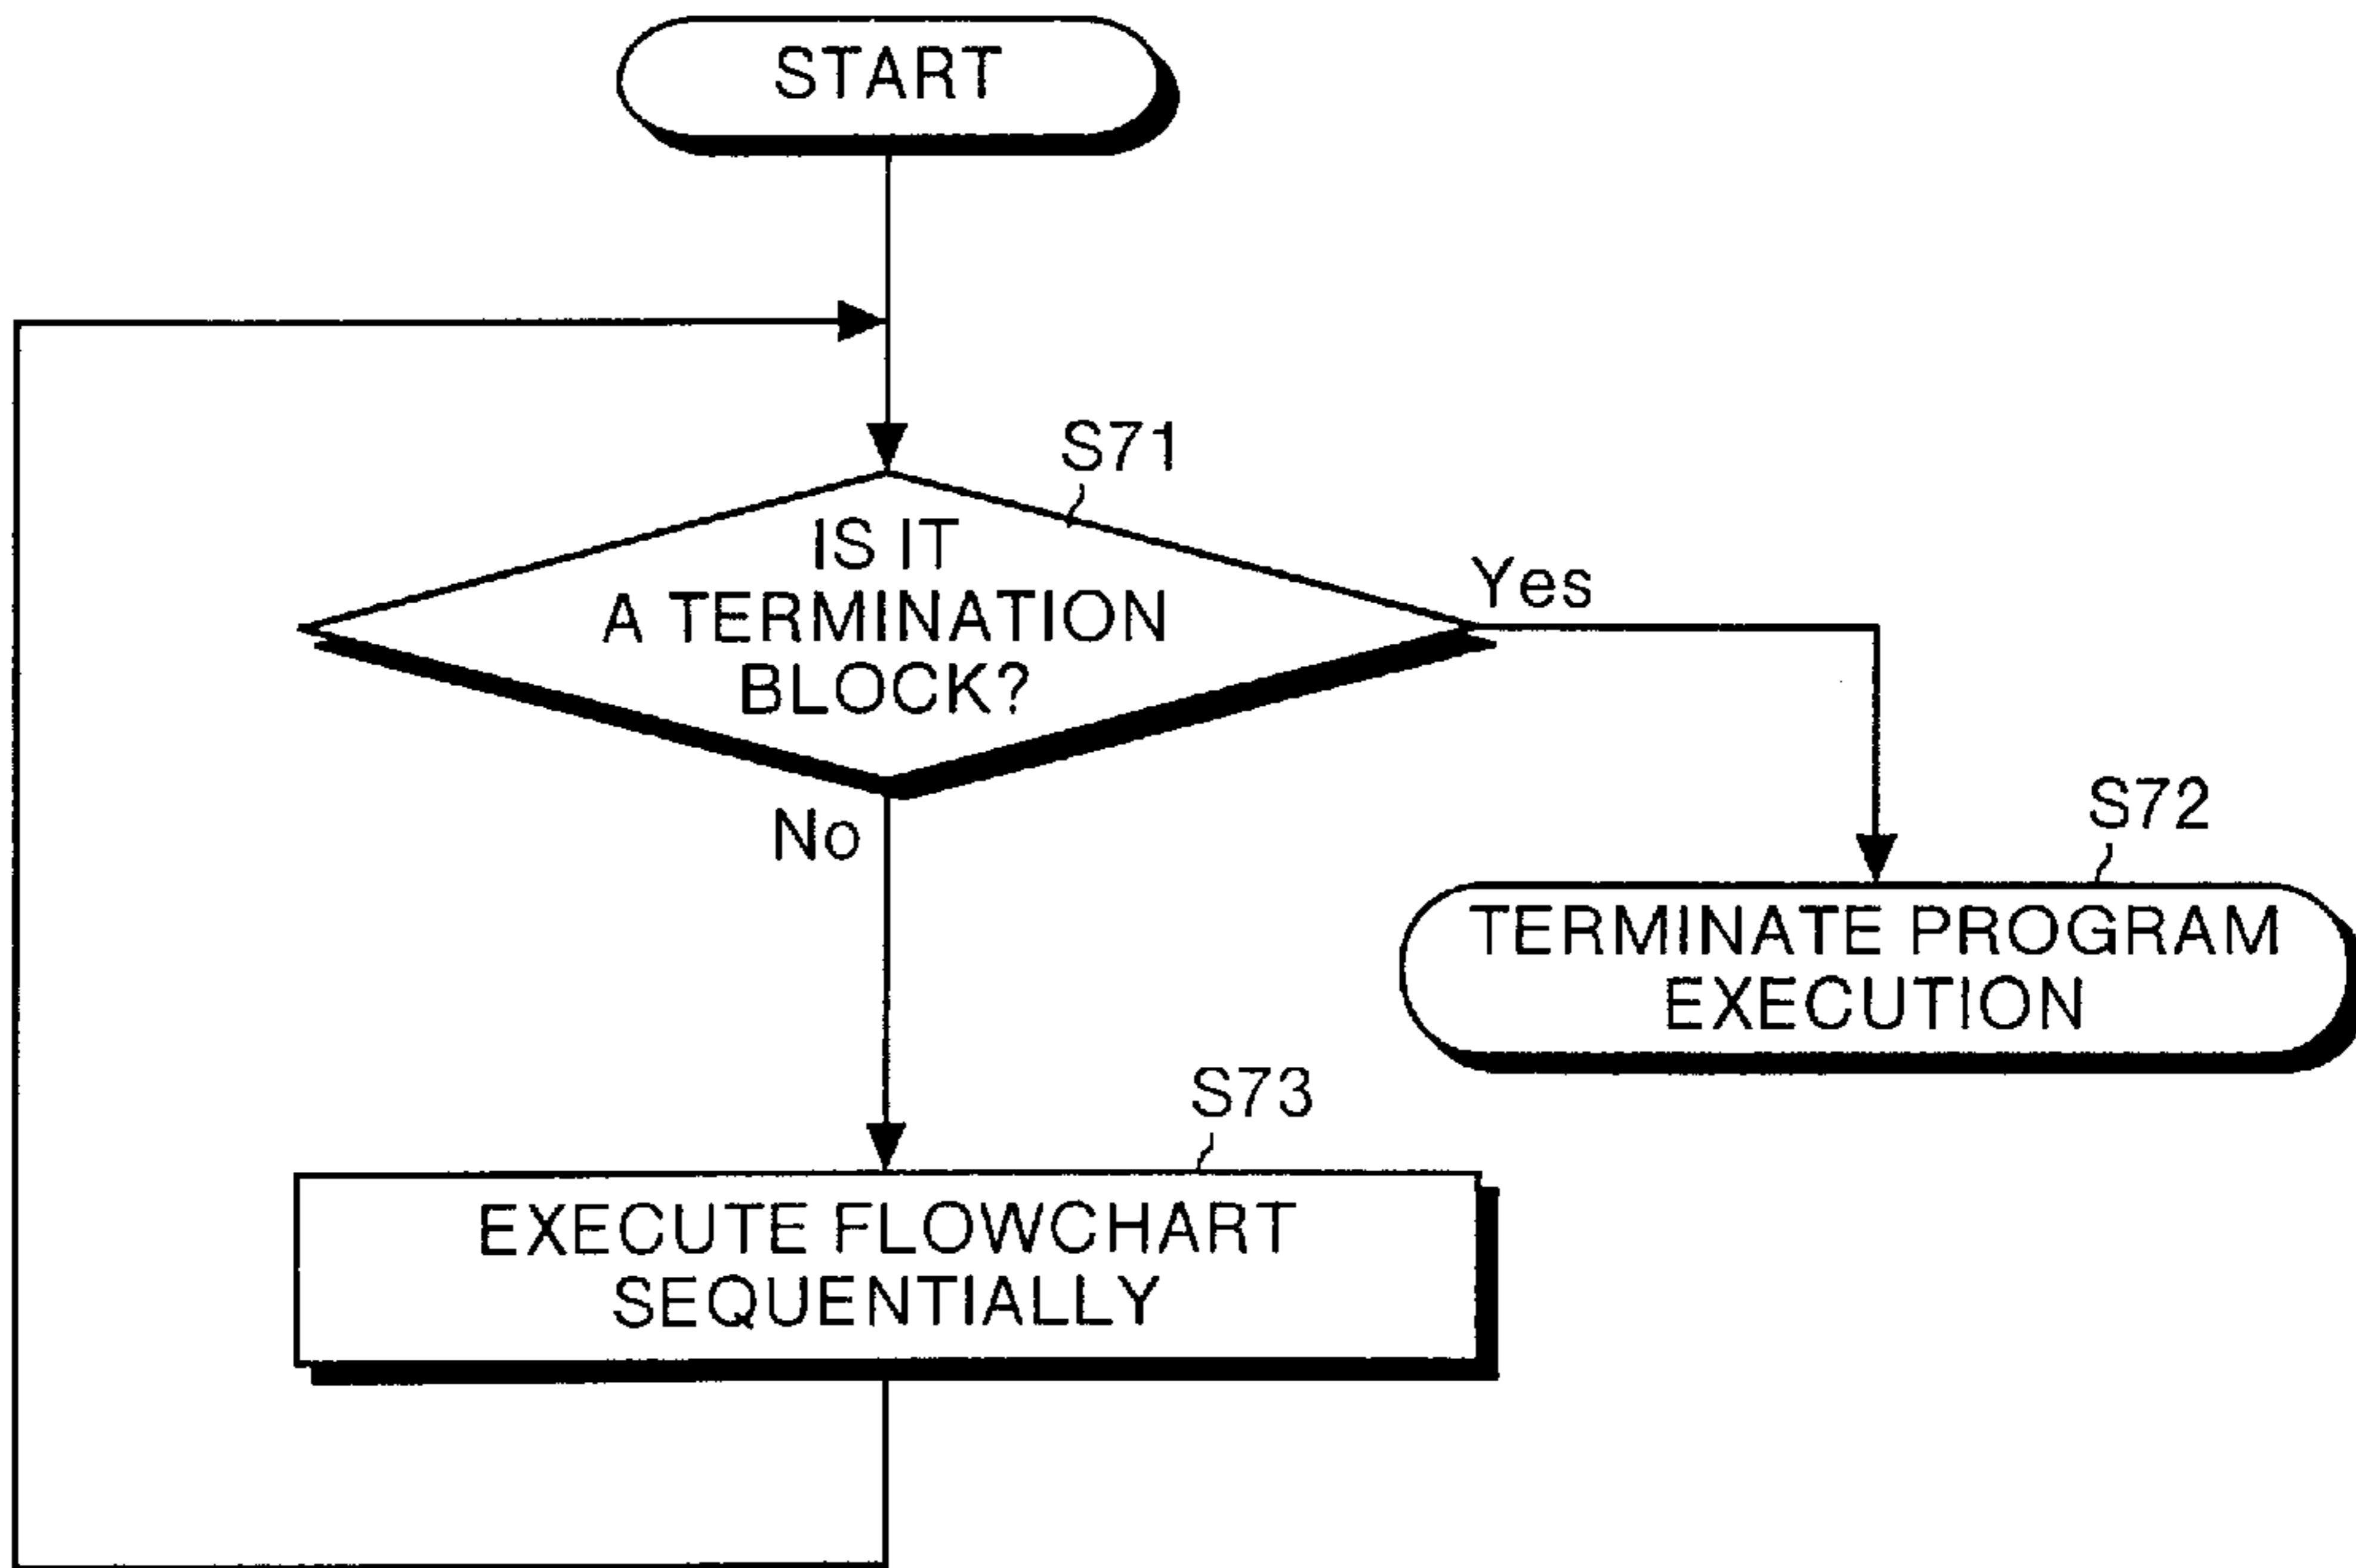 START
S71
IS IT
A TERMINATION
BLOCK?
Yes
No
S72
TERMINATE PROGRAM
EXECUTION
S73
EXECUTE FLOWCHART
SEQUENTIALLY